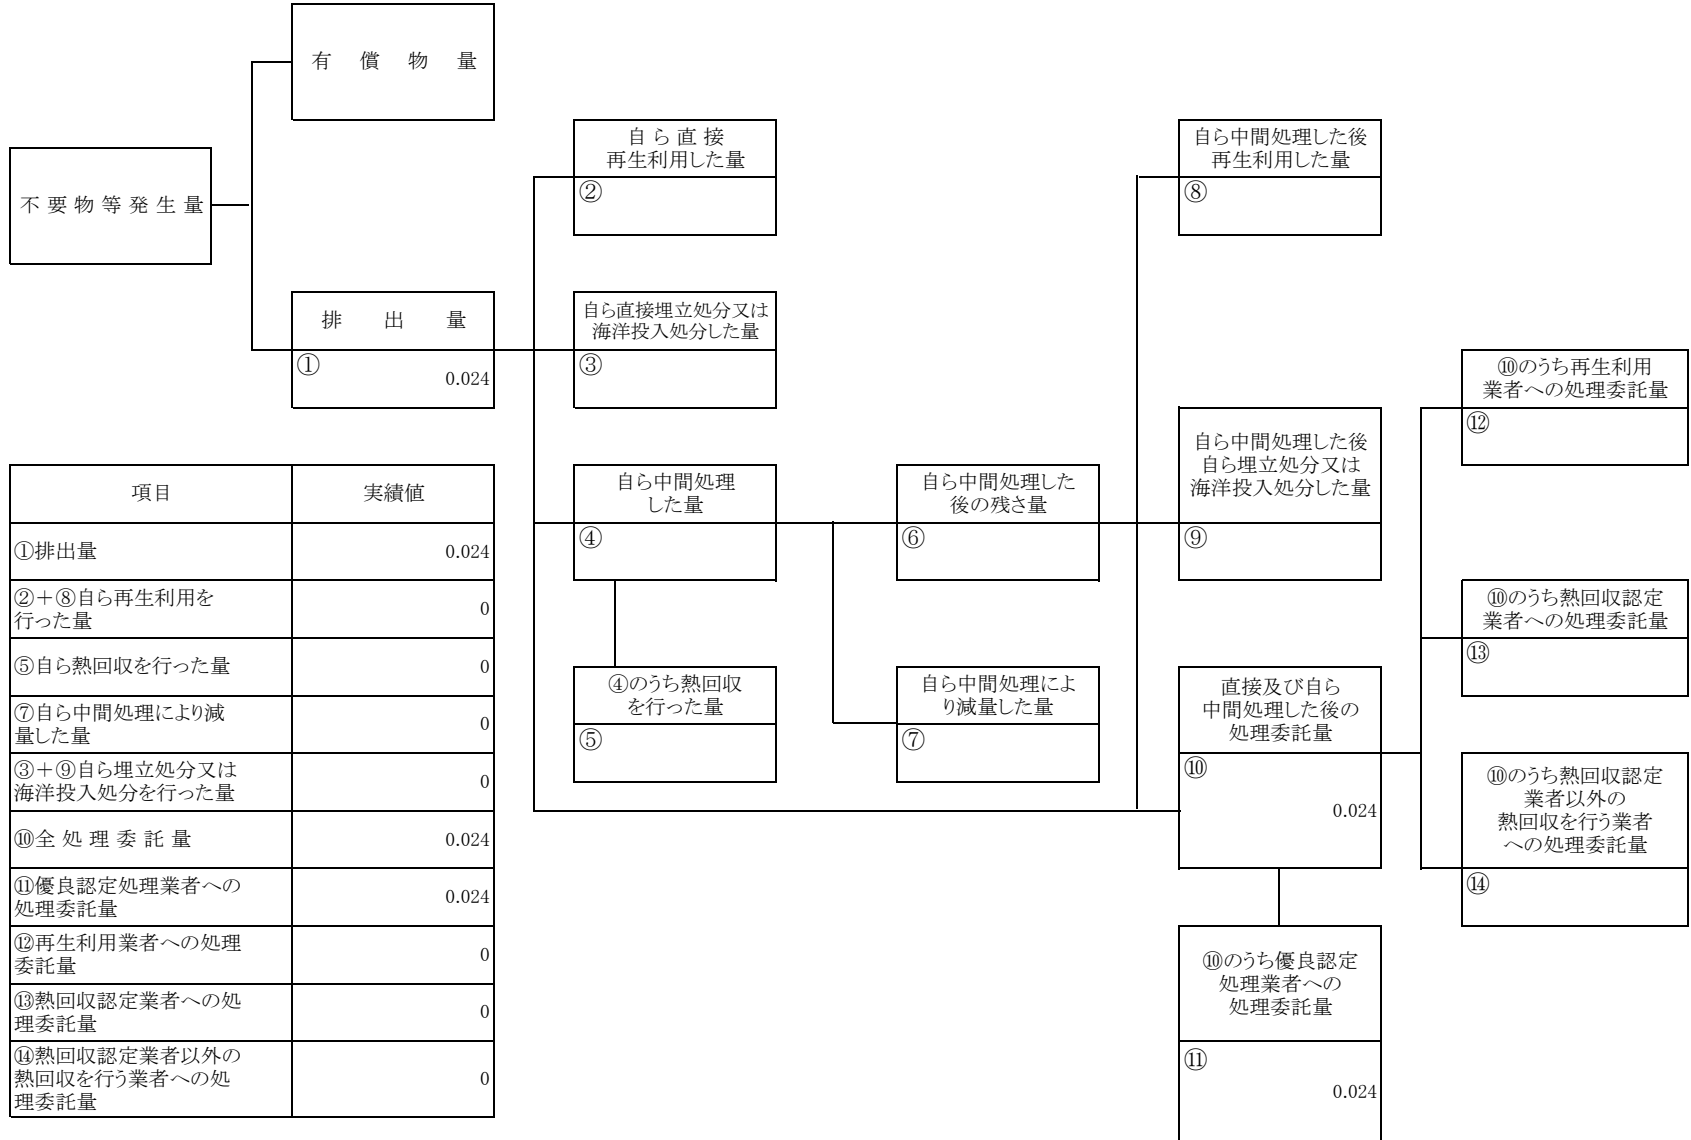 有償物量
不要物等発生量
排出量
①
0.024
自ら直接
再生利用した量
②
自ら直接埋立処分又は
海洋投入処分した量
③
自ら中間処理
した量
④
④のうち熱回収
を行った量
⑤
自ら中間処理した
後の残さ量
⑥
自ら中間処理によ
り減量した量
⑦
自ら中間処理した後
再生利用した量
⑧
自ら中間処理した後
自ら埋立処分又は
海洋投入処分した量
⑨
直接及び自ら
中間処理した後の
処理委託量
⑩
0.024
⑩のうち優良認定
処理業者への
処理委託量
⑪
0.024
⑩のうち再生利用
業者への処理委託量
⑫
⑩のうち熱回収認定
業者への処理委託量
⑬
⑩のうち熱回収認定
業者以外の
熱回収を行う業者
への処理委託量
⑭
項目 実績値
①排出量 0.024
②＋⑧自ら再生利用を
行った量 0
⑤自ら熱回収を行った量 0
⑦自ら中間処理により減
量した量 0
③＋⑨自ら埋立処分又は
海洋投入処分を行った量 0
⑩全処理委託量 0.024
⑪優良認定処理業者への
処理委託量 0.024
⑫再生利用業者への処理
委託量 0
⑬熱回収認定業者への処
理委託量 0
⑭熱回収認定業者以外の
熱回収を行う業者への処 0
理委託量